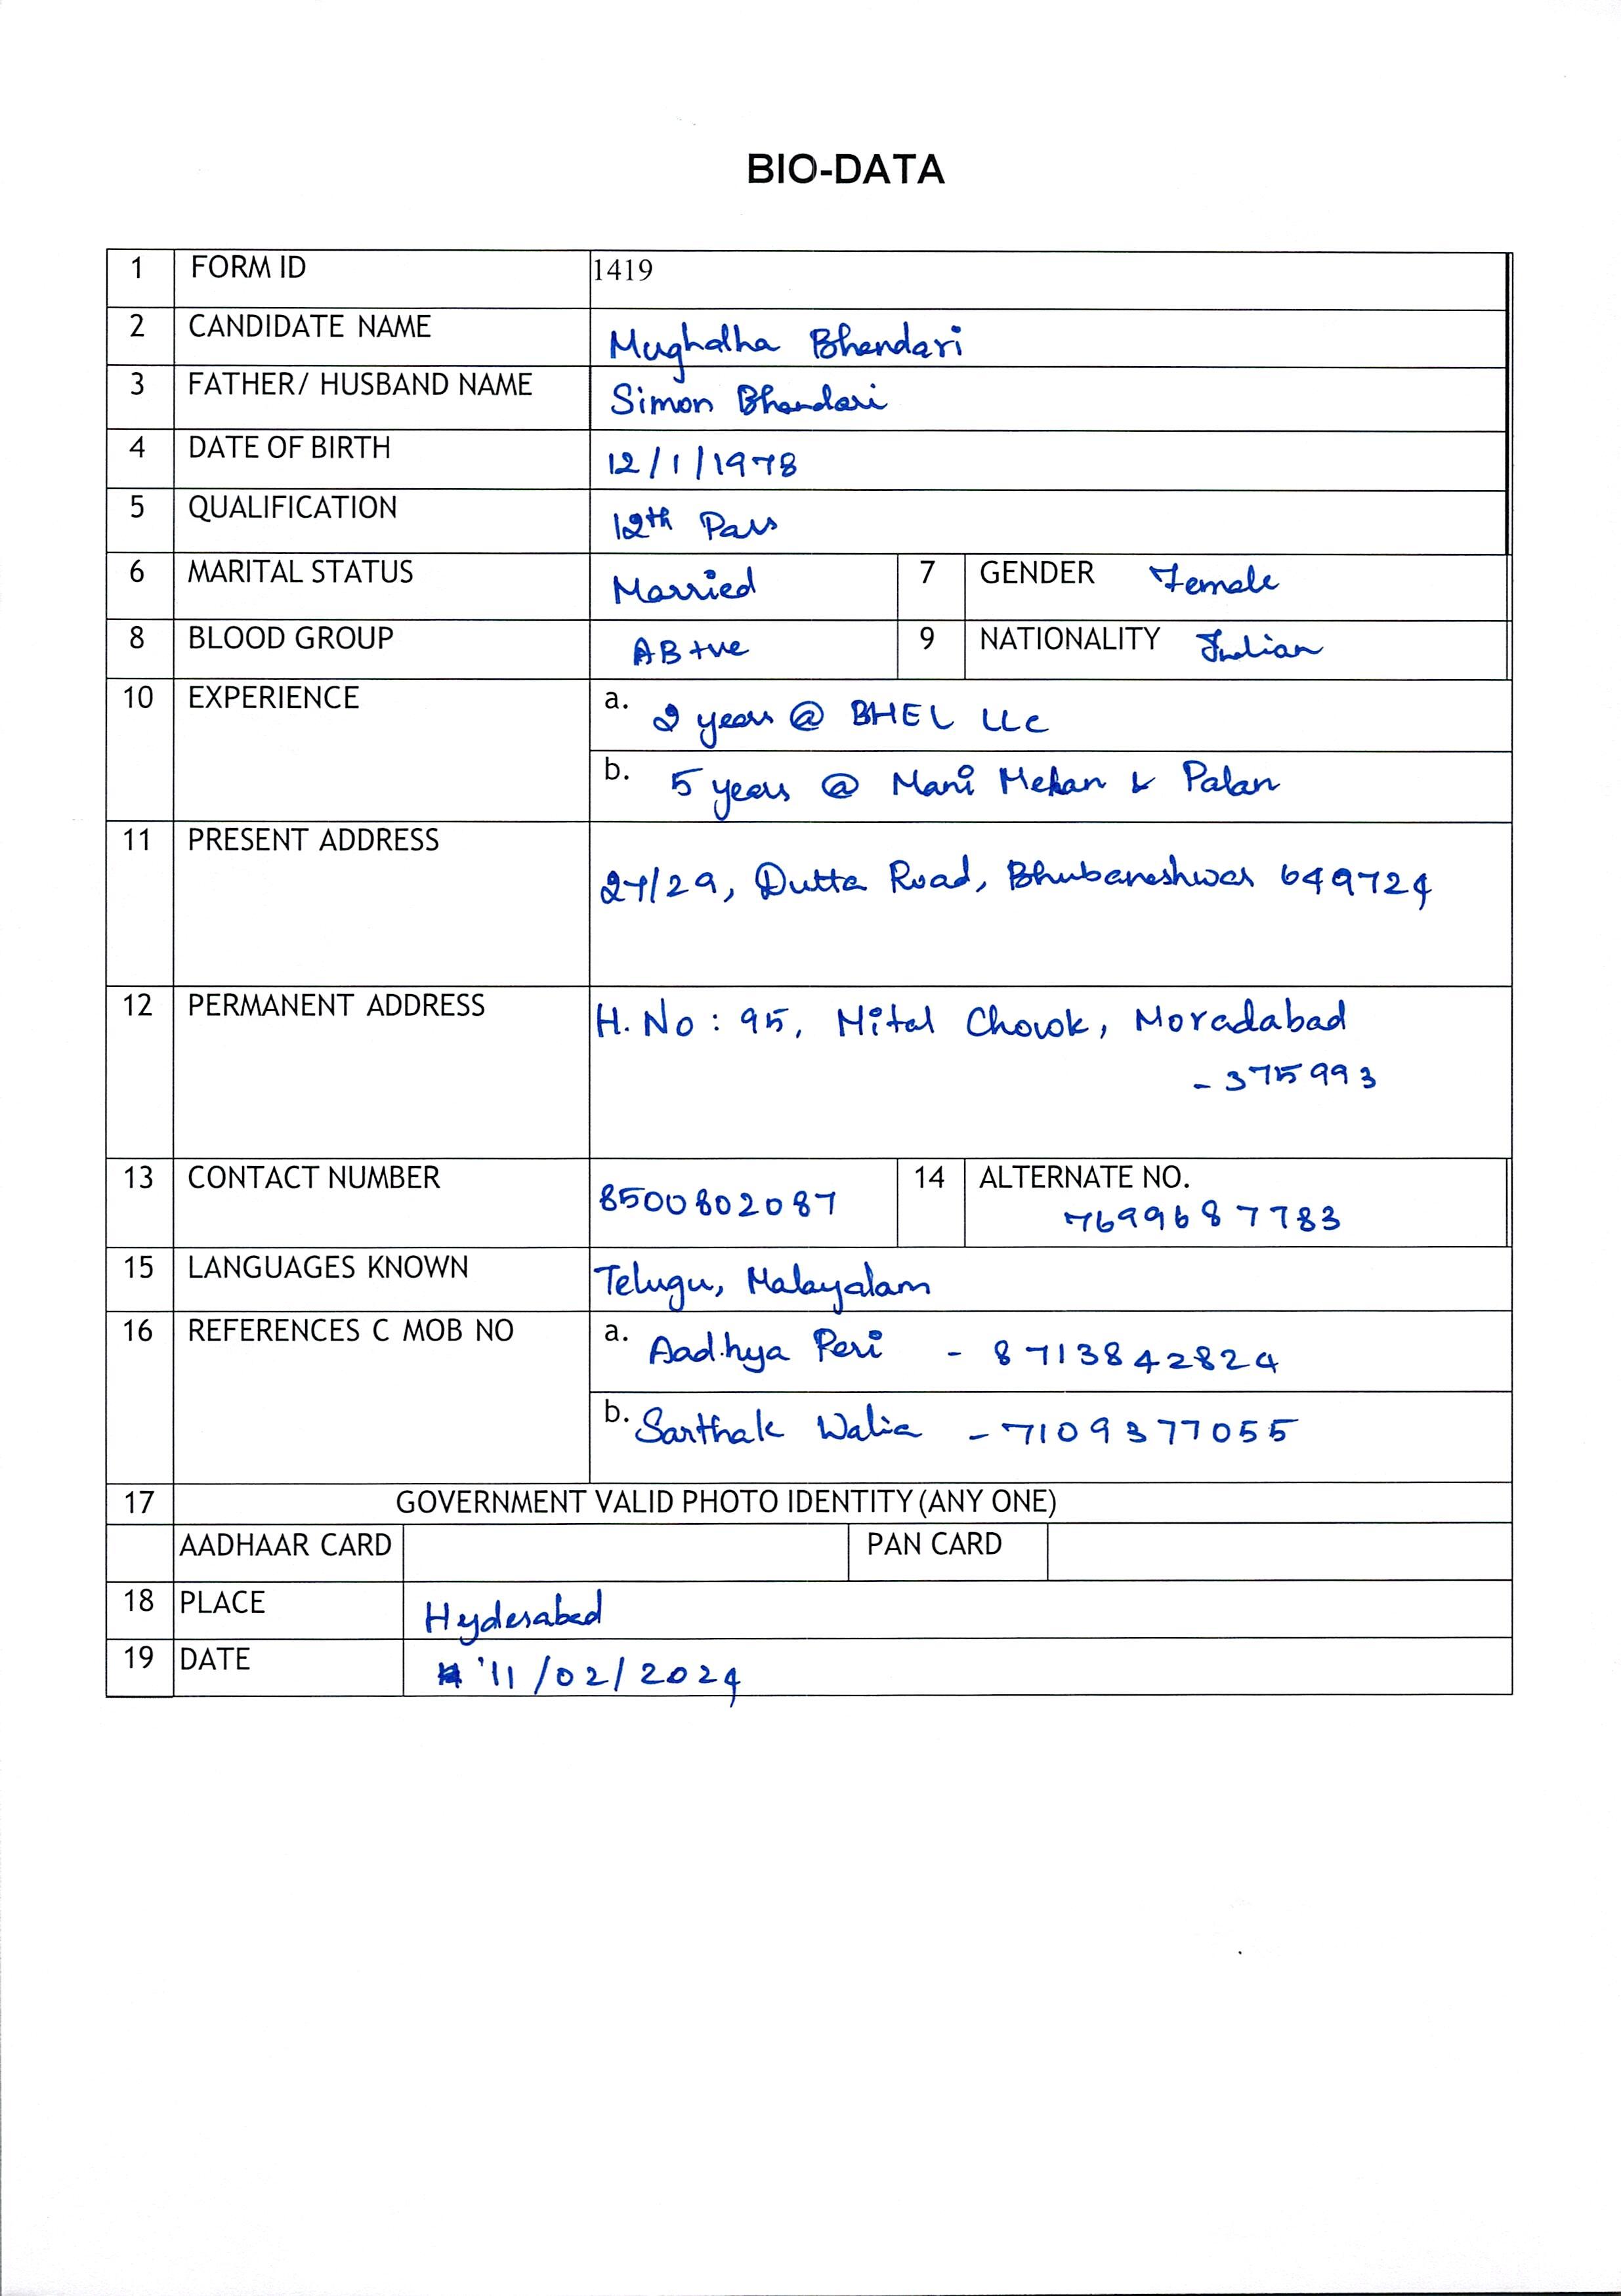 BIO-DATA
1 FORM ID 1419
2 CANDIDATE NAME Mughdha Bhandari
3 FATHER/ HUSBAND NAME Simon Bhandari
4 DATE OF BIRTH 12/1/1978
5 QUALIFICATION 12th Pass
6 MARITAL STATUS Married 7 GENDER Female
8 BLOOD GROUP AB+ve 9 NATIONALITY Indian
10 EXPERIENCE a. 2 years @ BHEL LLC
b. 5 years @ Mani Mehan & Palan
11 PRESENT ADDRESS
27/29, Dutta Road, Bhubaneshwar 649724
12 PERMANENT ADDRESS H. No: 95, Mital Chowk, Moradabad
- 375993
13 CONTACT NUMBER 8500802087 14 ALTERNATE NO.
7699687783
15 LANGUAGES KNOWN Telugu, Malayalam
16 REFERENCES C MOB NO a. Aadhya Peri - 8713842824
b. Sarthak Walia - 7109377055
17 GOVERNMENT VALID PHOTO IDENTITY (ANY ONE)
AADHAAR CARD PAN CARD
18 PLACE Hyderabad
19 DATE 11/02/2024